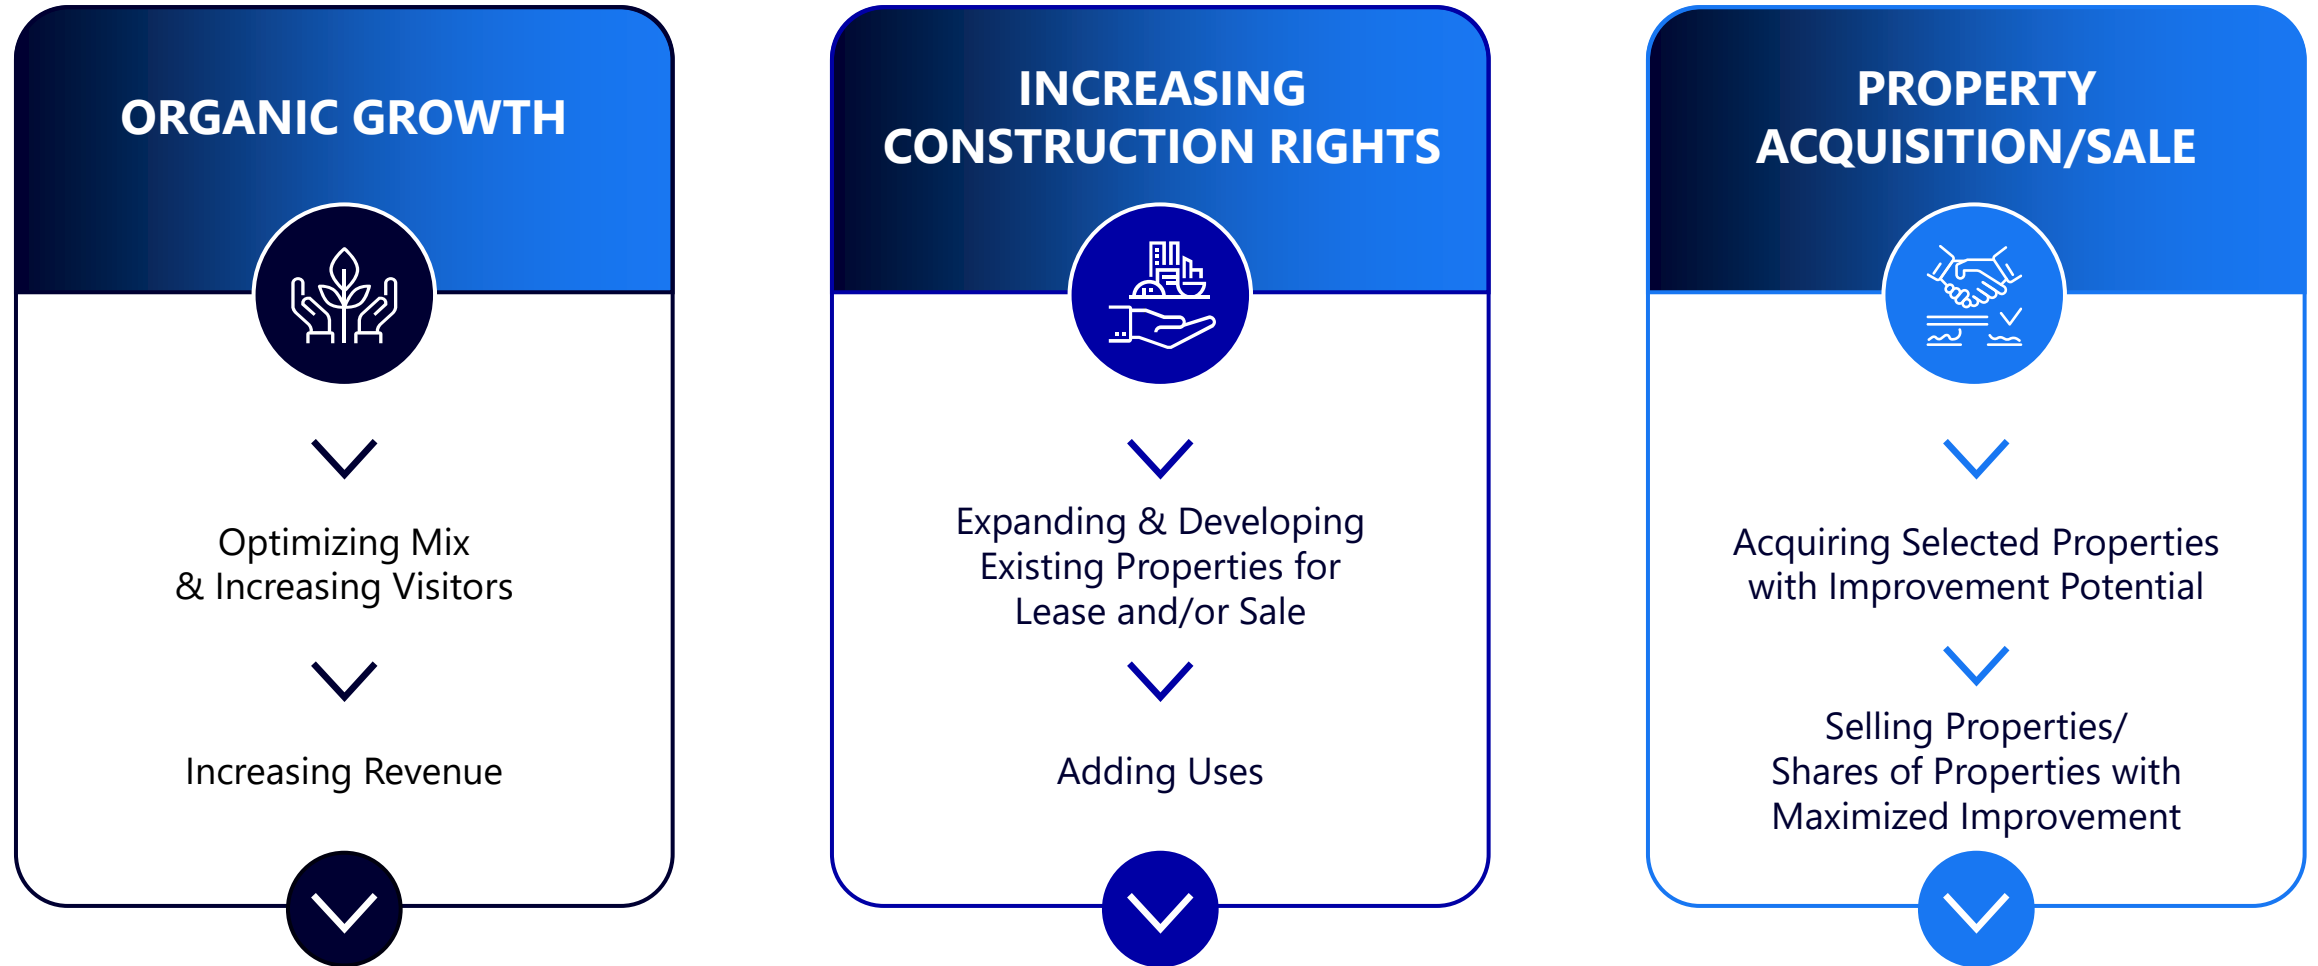 ORGANIC GROWTH
Optimizing Mix
& Increasing Visitors
Increasing Revenue
INCREASING
CONSTRUCTION RIGHTS
Expanding & Developing
Existing Properties for
Lease and/or Sale
Adding Uses
PROPERTY
ACQUISITION/SALE
Acquiring Selected Properties
with Improvement Potential
Selling Properties/
Shares of Properties with
Maximized Improvement